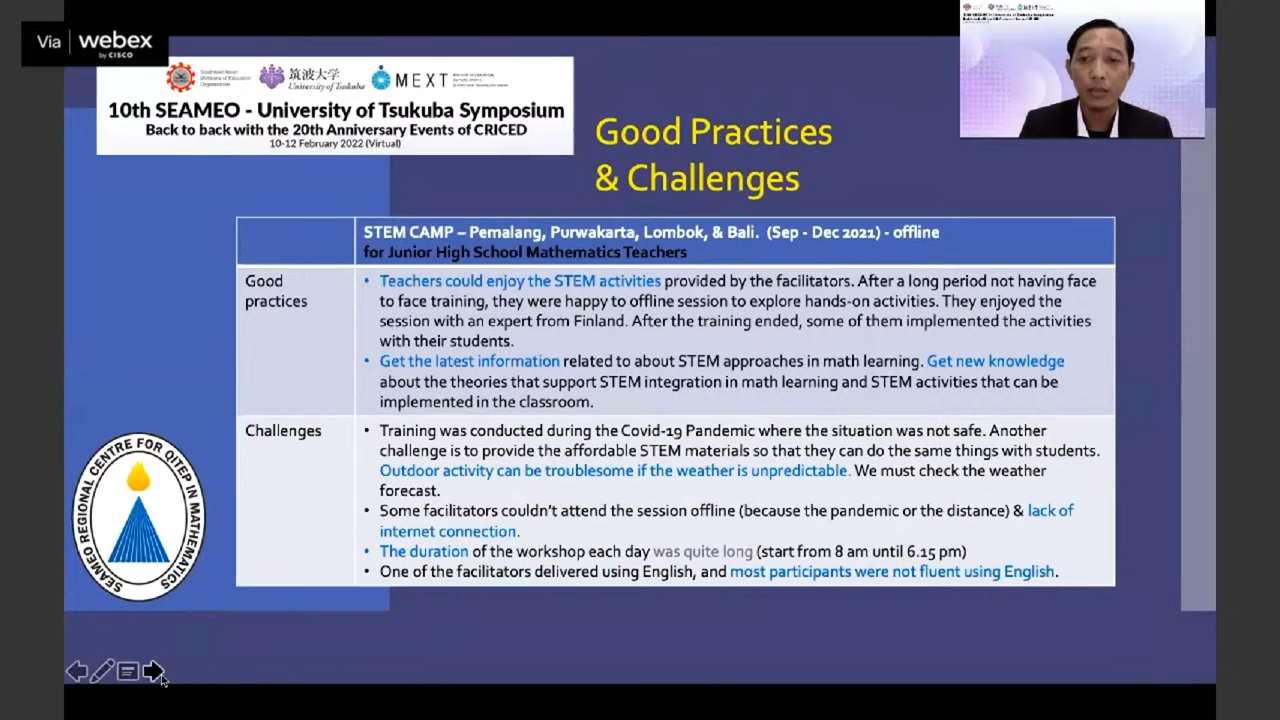 Via webex
by CISCO
Southeast Asian
Ministers of Education
Organization
筑波大学
University of Tsukuba
MEXT
10th SEAMEO - University of Tsukuba Symposium
Back to back with the 20th Anniversary Events of CRICED
10-12 February 2022 (Virtual)
Good Practices
& Challenges
STEM CAMP – Pemalang, Purwakarta, Lombok, & Bali. (Sep - Dec 2021) - offline
for Junior High School Mathematics Teachers
Good
practices
• Teachers could enjoy the STEM activities provided by the facilitators. After a long period not having face
to face training, they were happy to offline session to explore hands-on activities. They enjoyed the
session with an expert from Finland. After the training ended, some of them implemented the activities
with their students.
• Get the latest information related to about STEM approaches in math learning. Get new knowledge
about the theories that support STEM integration in math learning and STEM activities that can be
implemented in the classroom.
Challenges
• Training was conducted during the Covid-19 Pandemic where the situation was not safe. Another
challenge is to provide the affordable STEM materials so that they can do the same things with students.
Outdoor activity can be troublesome if the weather is unpredictable. We must check the weather
forecast.
• Some facilitators couldn't attend the session offline (because the pandemic or the distance) & lack of
internet connection.
• The duration of the workshop each day was quite long (start from 8 am until 6.15 pm)
• One of the facilitators delivered using English, and most participants were not fluent using English.
SEAMEO REGIONAL CENTRE FOR QITEP IN MATHEMATICS